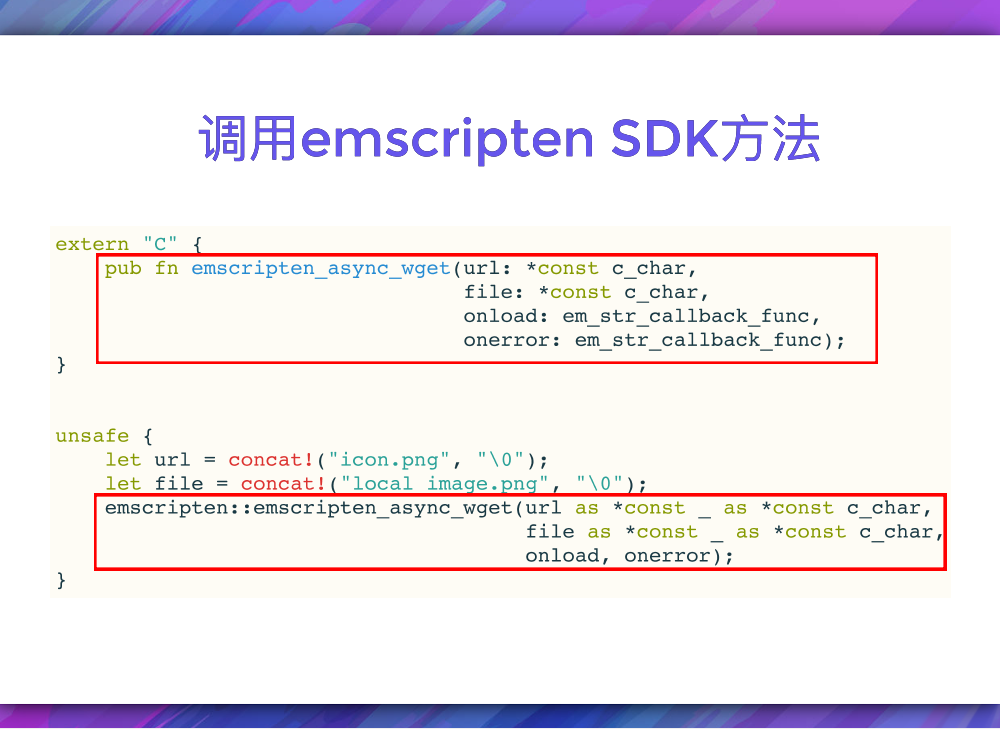 调用emscripten SDK方法
extern "C" {
    pub fn emscripten_async_wget(url: *const c_char,
                                 file: *const c_char,
                                 onload: em_str_callback_func,
                                 onerror: em_str_callback_func);
}
unsafe {
    let url = concat!("icon.png", "\0");
    let file = concat!("local_image.png", "\0");
    emscripten::emscripten_async_wget(url as *const _ as *const c_char,
                                      file as *const _ as *const c_char,
                                      onload, onerror);
}